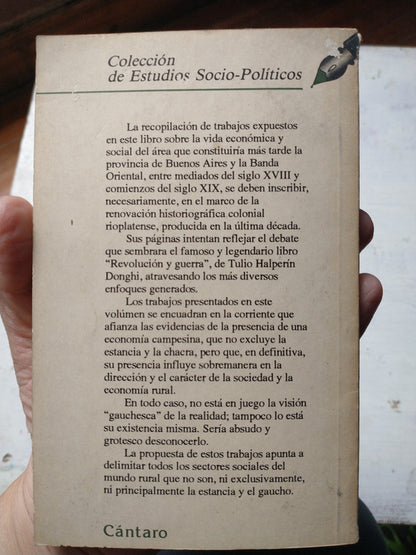 Colección
de Estudios Socio-Políticos
La recopilación de trabajos expuestos
en este libro sobre la vida económica y
social del área que constituiría más tarde la
provincia de Buenos Aires y la Banda
Oriental, entre mediados del siglo XVIII y
comienzos del siglo XIX, se deben inscribir,
necesariamente, en el marco de la
renovación historiográfica colonial
rioplatense, producida en la última década.
Sus páginas intentan reflejar el debate
que sembrara el famoso y legendario libro
"Revolución y guerra", de Tulio Halperín
Donghi, atravesando los más diversos
enfoques generados.
Los trabajos presentados en este
volúmen se encuadran en la corriente que
afianza las evidencias de la presencia de una
economía campesina, que no excluye la
estancia y la chacra, pero que, en definitiva,
su presencia influye sobremanera en la
dirección y el carácter de la sociedad y la
economía rural.
En todo caso, no está en juego la visión
"gauchesca" de la realidad; tampoco lo está
su existencia misma. Sería absudo y
grotesco desconocerlo.
La propuesta de estos trabajos apunta a
delimitar todos los sectores sociales del
mundo rural que no son, ni exclusivamente,
ni principalmente la estancia y el gaucho.
Cántaro